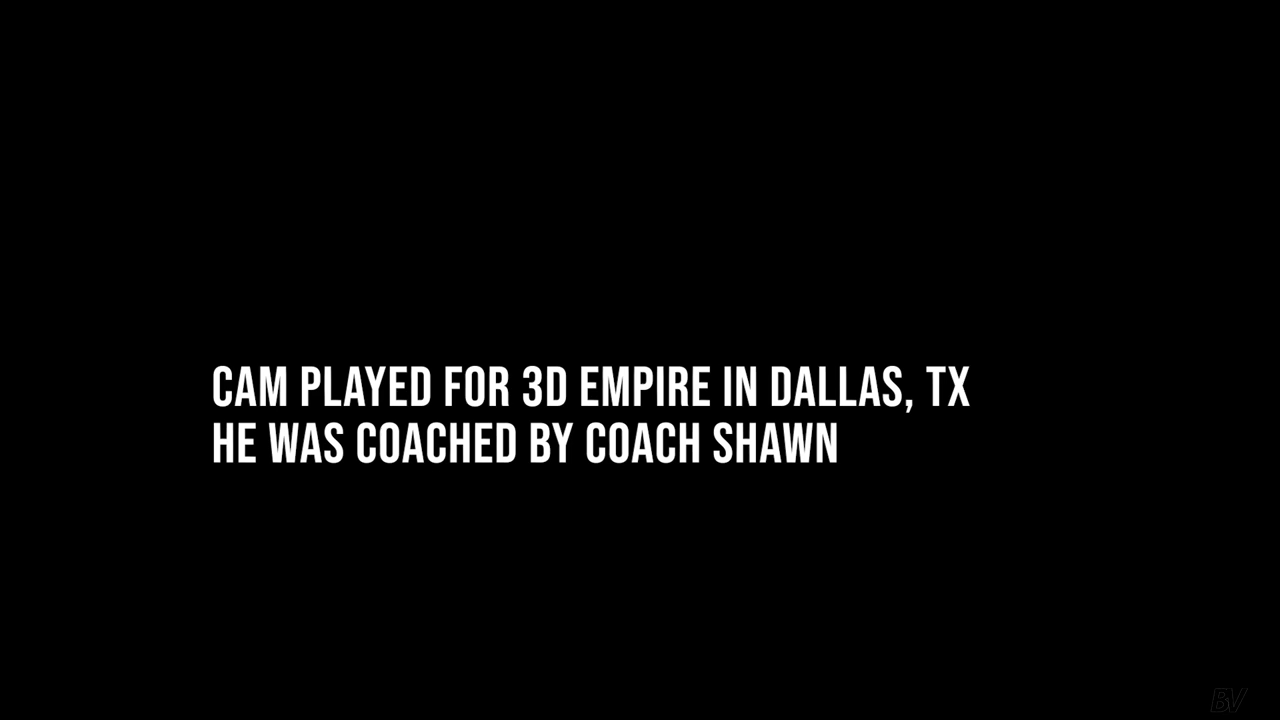 CAM PLAYED FOR 3D EMPIRE IN DALLAS, TX
HE WAS COACHED BY COACH SHAWN
BV